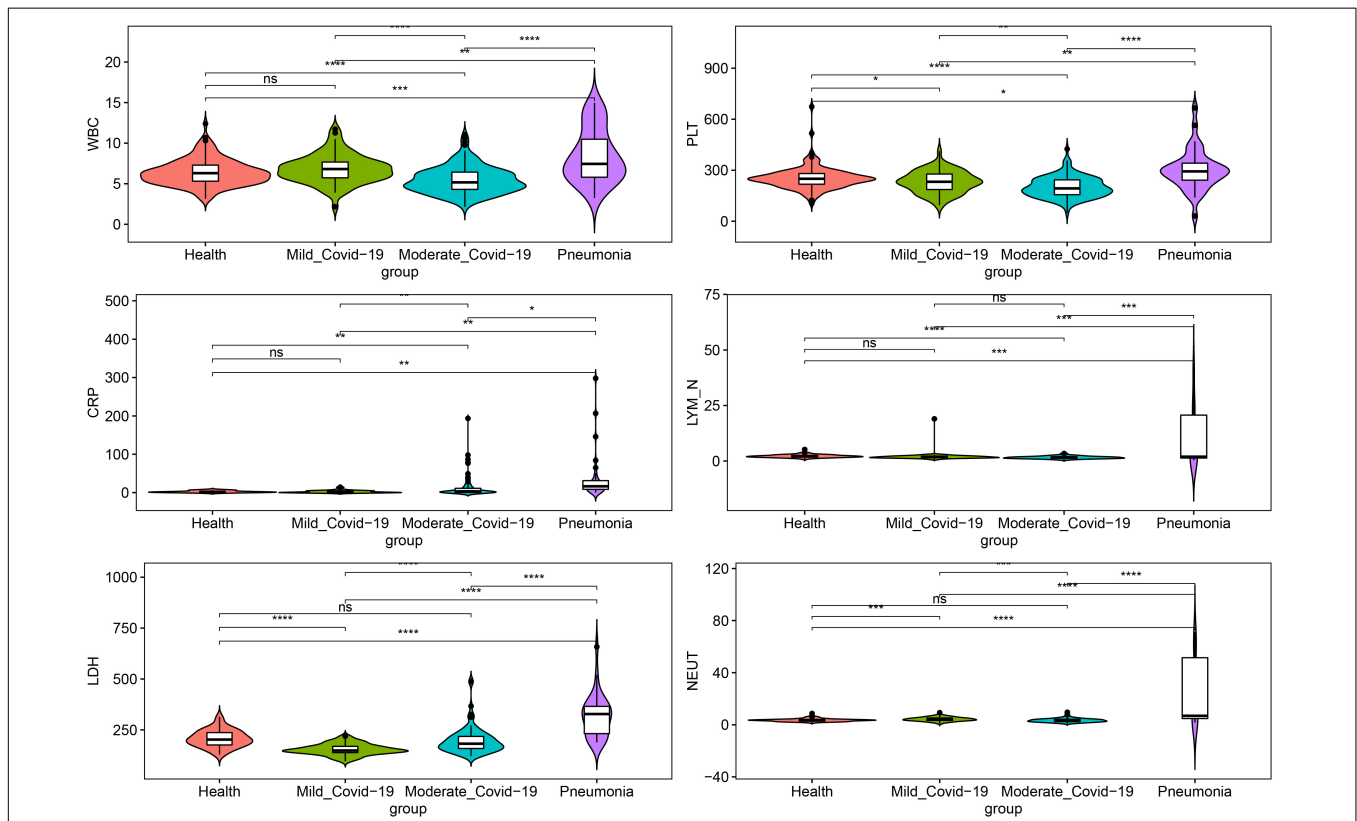 ****
****
**
****
ns
***
20
15
10
5
0
WBC
Health Mild_Covid−19 Moderate_Covid−19 Pneumonia
group
**
****
**
****
*
*
900
600
300
0
PLT
Health Mild_Covid−19 Moderate_Covid−19 Pneumonia
group
**
*
**
**
ns
**
500
400
300
200
100
0
CRP
Health Mild_Covid−19 Moderate_Covid−19 Pneumonia
group
ns
***
***
****
ns
***
75
50
25
0
LYM_N
Health Mild_Covid−19 Moderate_Covid−19 Pneumonia
group
****
****
****
ns
****
****
1000
750
500
250
LDH
Health Mild_Covid−19 Moderate_Covid−19 Pneumonia
group
***
****
****
ns
***
****
120
80
40
0
−40
NEUT
Health Mild_Covid−19 Moderate_Covid−19 Pneumonia
group